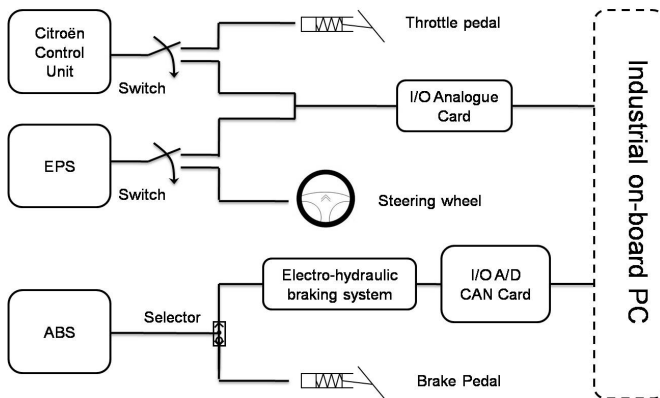 Citroën
Control
Unit
Switch
Throttle pedal
I/O Analogue
Card
EPS
Switch
Steering wheel
Industrial on-board PC
Electro-hydraulic
braking system
I/O A/D
CAN Card
ABS
Selector
Brake Pedal